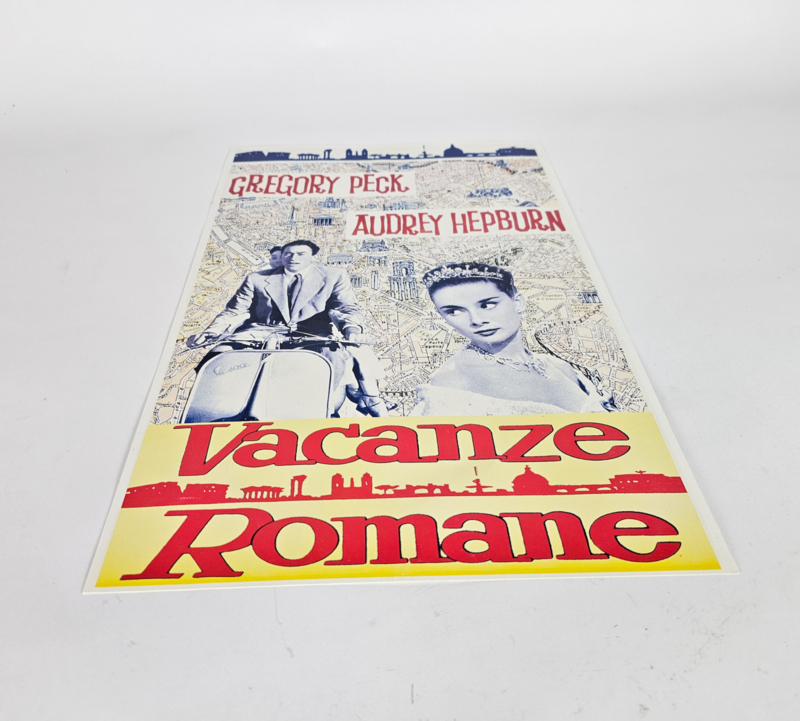 GREGORY PECK
AUDREY HEPBURN
Vacanze
Romane